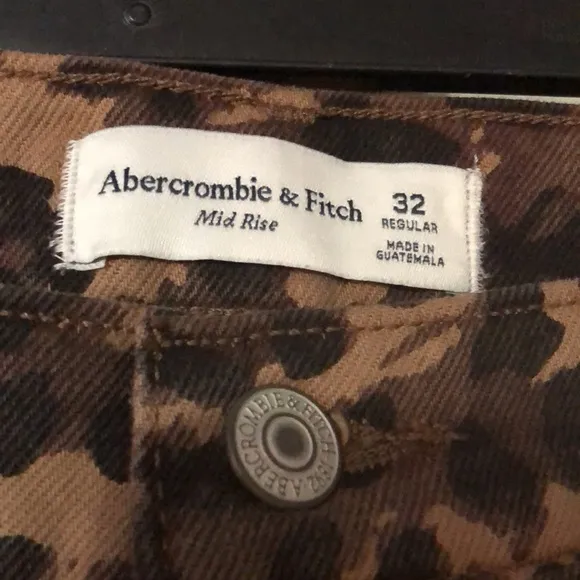 Abercrombie & Fitch
Mid Rise
32
REGULAR
MADE IN
GUATEMALA
ABERCROMBIE & FITCH 1892